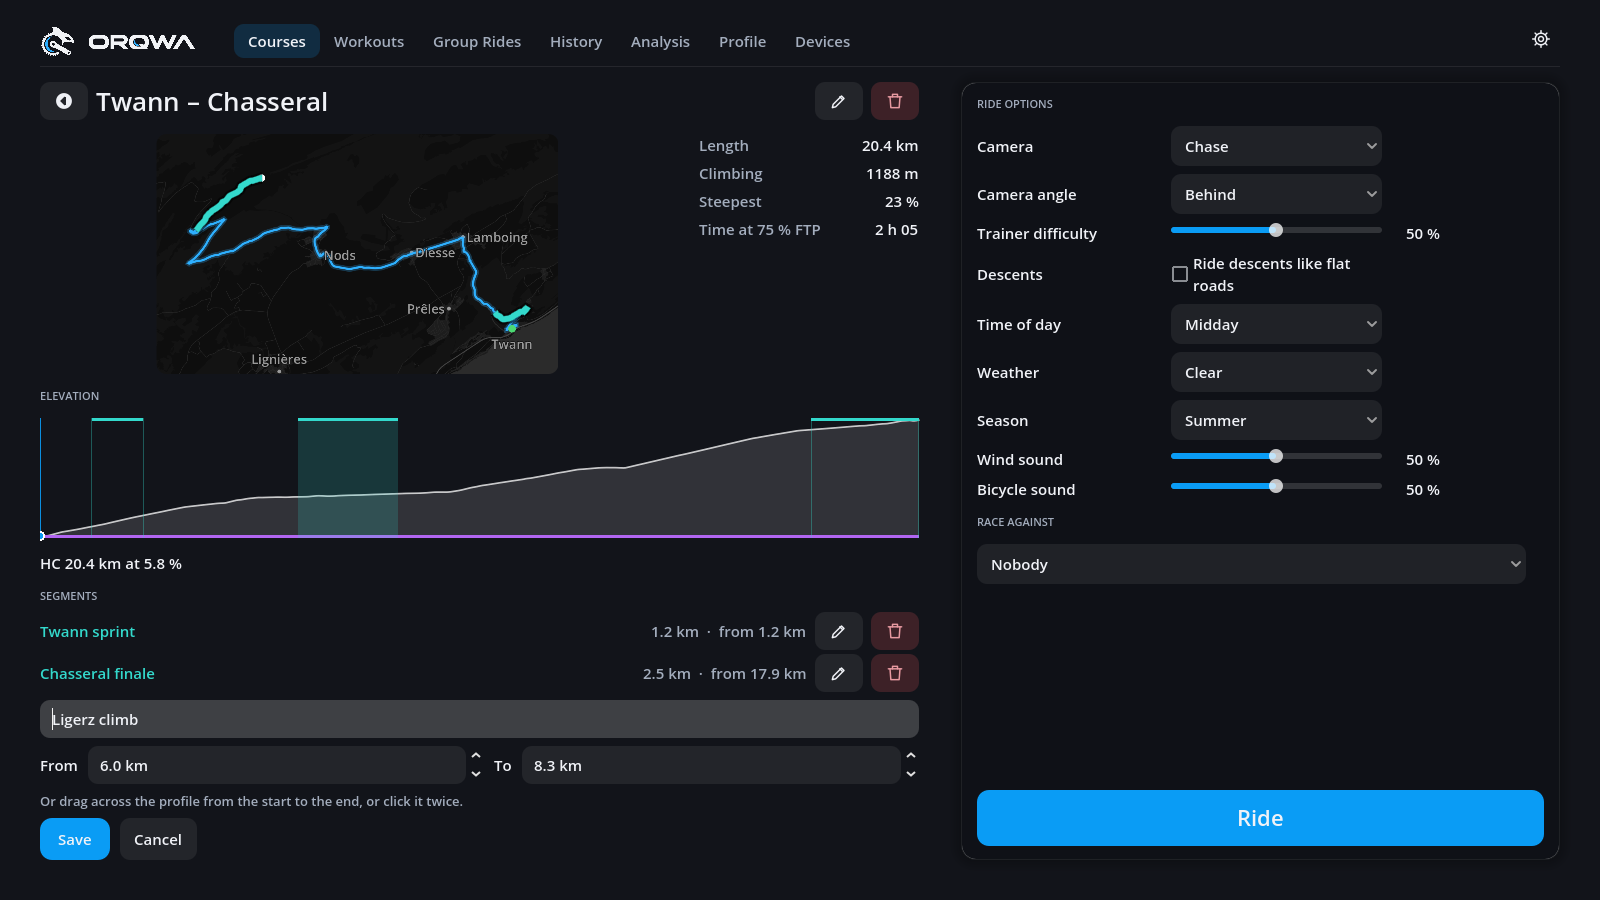 ORQWA
Courses
Workouts
Group Rides
History
Analysis
Profile
Devices
Twann – Chasseral
Lamboing
Nods
Diesse
Prêles
Twann
Lignières
Length 20.4 km
Climbing 1188 m
Steepest 23 %
Time at 75 % FTP 2 h 05
ELEVATION
HC 20.4 km at 5.8 %
SEGMENTS
Twann sprint 1.2 km · from 1.2 km
Chasseral finale 2.5 km · from 17.9 km
Ligerz climb
From 6.0 km To 8.3 km
Or drag across the profile from the start to the end, or click it twice.
Save Cancel
RIDE OPTIONS
Camera Chase
Camera angle Behind
Trainer difficulty 50 %
Descents Ride descents like flat
roads
Time of day Midday
Weather Clear
Season Summer
Wind sound 50 %
Bicycle sound 50 %
RACE AGAINST
Nobody
Ride